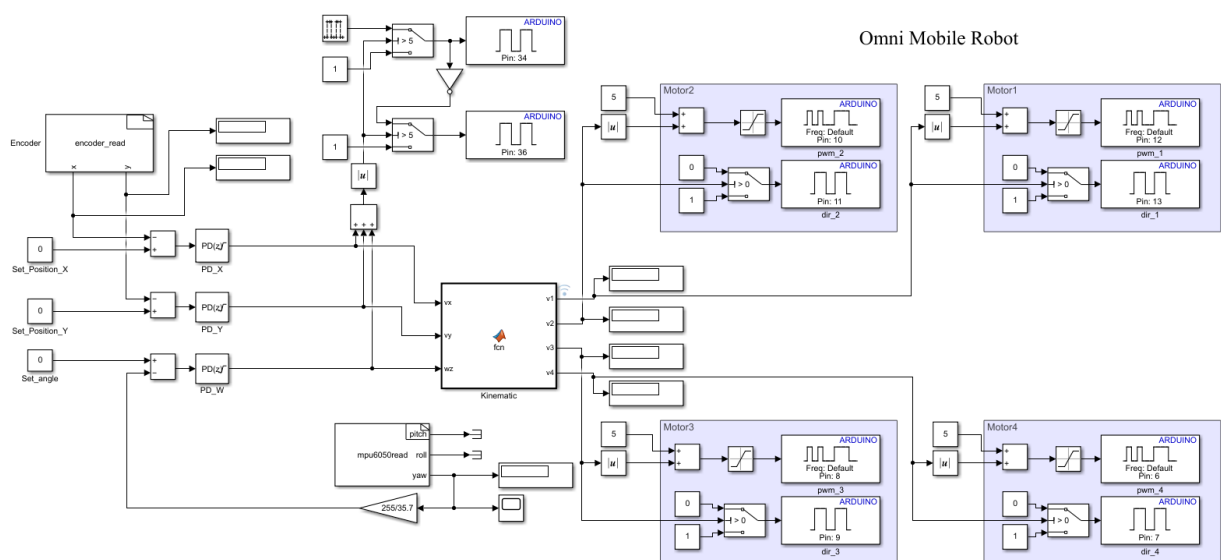 Omni Mobile Robot
ARDUINO
> 5
Pin: 34
1
ARDUINO
> 5
Pin: 36
1
|u|
+ + +
Encoder
encoder_read
x
y
0
Set_Position_X
−
+
PD(z)
PD_X
0
Set_Position_Y
−
+
PD(z)
PD_Y
0
Set_angle
+
−
PD(z)
PD_W
vx
vy
wz
fcn
v1
v2
v3
v4
Kinematic
mpu6050read
pitch
roll
yaw
255/35.7
Motor2
5
|u|
+
+
ARDUINO
Freq: Default
Pin: 10
pwm_2
0
> 0
1
ARDUINO
Pin: 11
dir_2
Motor1
5
|u|
+
+
ARDUINO
Freq: Default
Pin: 12
pwm_1
0
> 0
1
ARDUINO
Pin: 13
dir_1
Motor3
5
|u|
+
+
ARDUINO
Freq: Default
Pin: 8
pwm_3
0
> 0
1
ARDUINO
Pin: 9
dir_3
Motor4
5
|u|
+
+
ARDUINO
Freq: Default
Pin: 6
pwm_4
0
> 0
1
ARDUINO
Pin: 7
dir_4